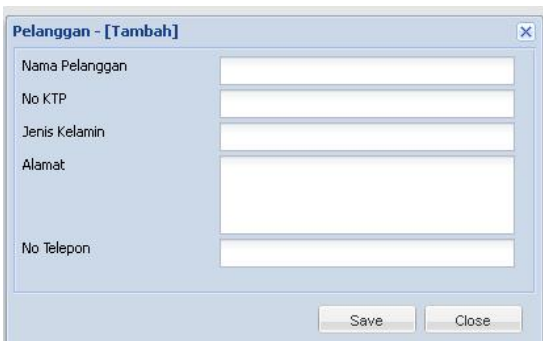 Pelanggan - [Tambah]
Nama Pelanggan
No KTP
Jenis Kelamin
Alamat
No Telepon
Save Close